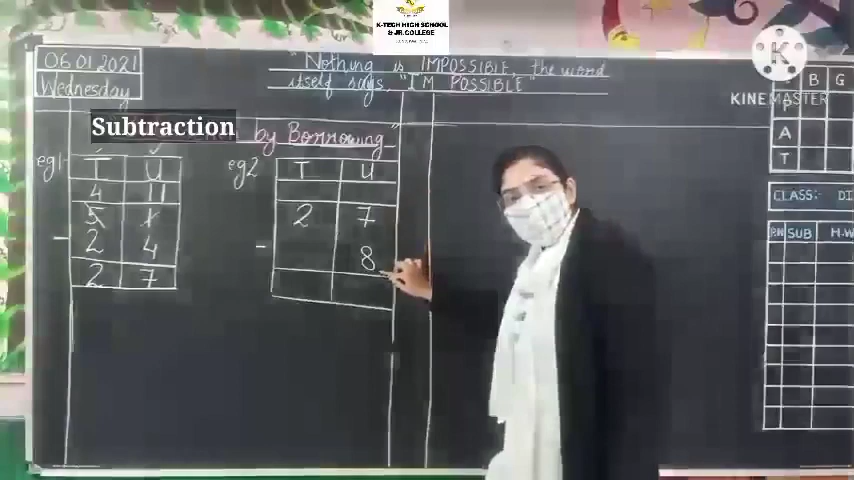 K-TECH HIGH SCHOOL
& JR. COLLEGE
06.01.2021
Wednesday
"Nothing is IMPOSSIBLE, the word
itself says, "I'M POSSIBLE"
KINEMASTER
Subtraction
by Borrowing"
eg1-
T U
4 11
5 1
- 2 4
2 7
eg2
T U
2 7
- 8
B G
P
A
T
CLASS: DI
P.N SUB H.W